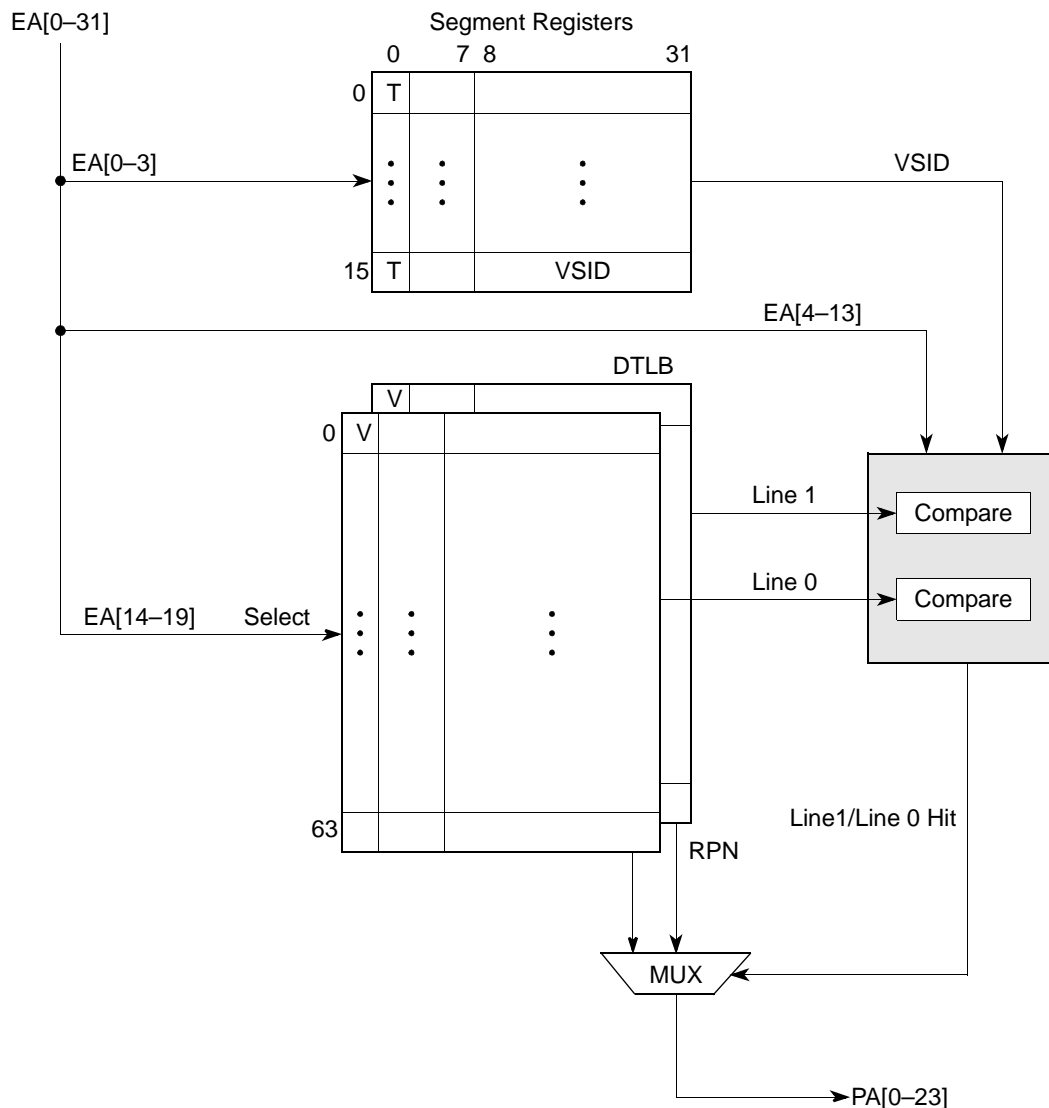 EA[0–31]
Segment Registers
0 7 8 31
0 T
EA[0–3]
VSID
15 T VSID
EA[4–13]
DTLB
V
0 V
Line 1
Compare
Line 0
Compare
EA[14–19] Select
63
Line1/Line 0 Hit
RPN
MUX
PA[0–23]